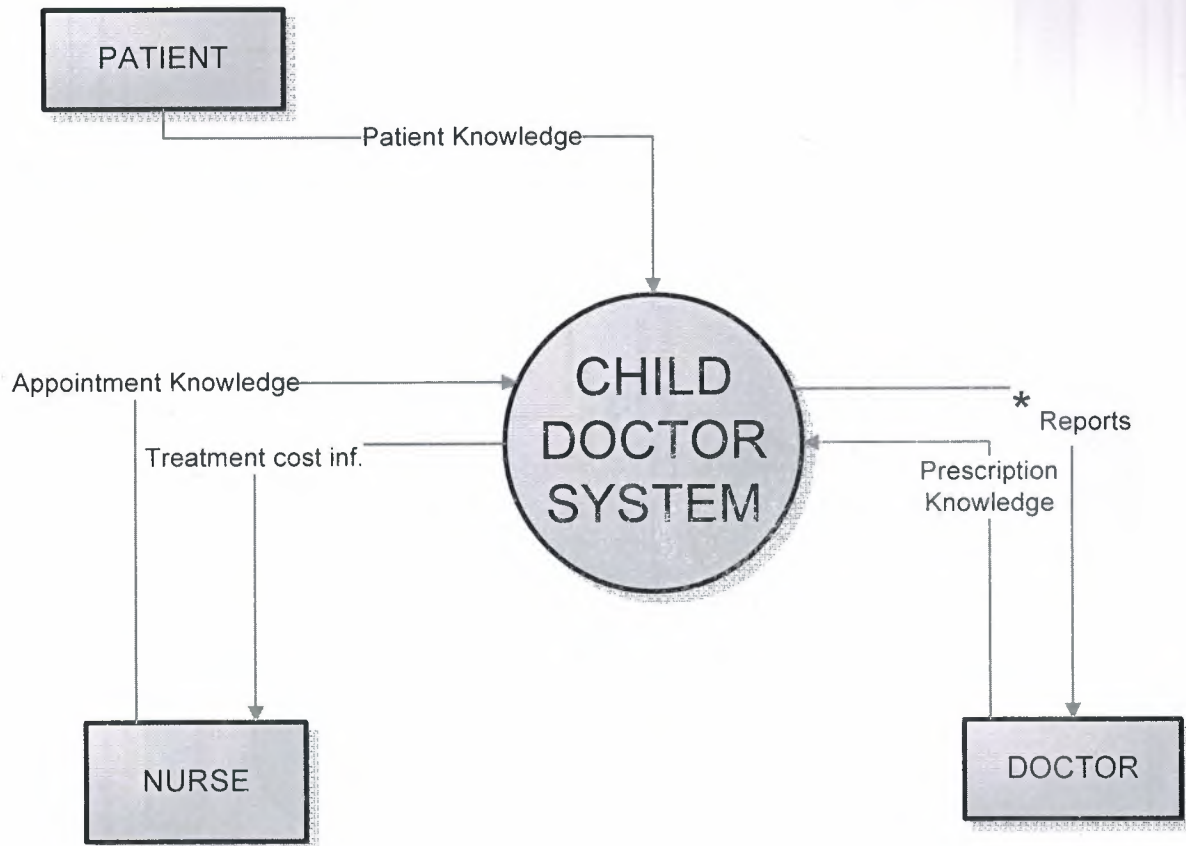 PATIENT
Patient Knowledge
Appointment Knowledge
CHILD
DOCTOR
SYSTEM
*
Reports
Treatment cost inf.
Prescription
Knowledge
NURSE
DOCTOR